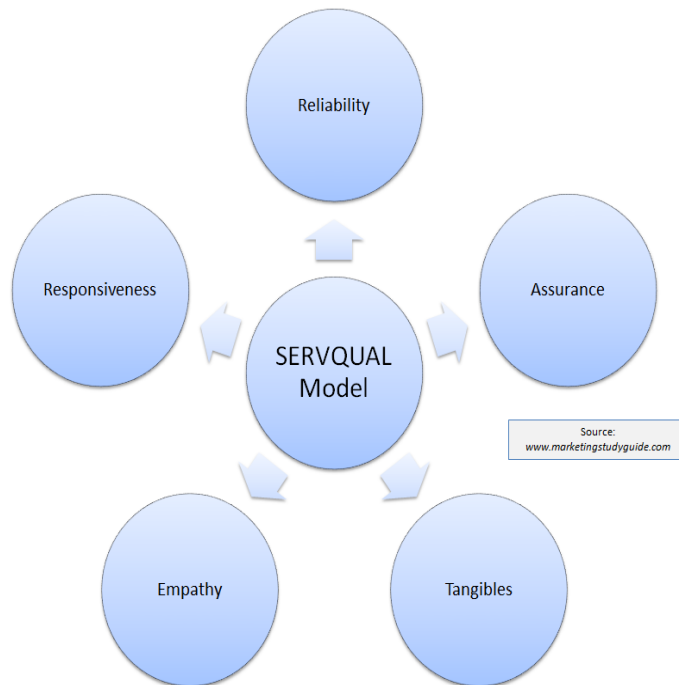 Reliability
Responsiveness
Assurance
SERVQUAL
Model
Source:
www.marketingstudyguide.com
Empathy
Tangibles